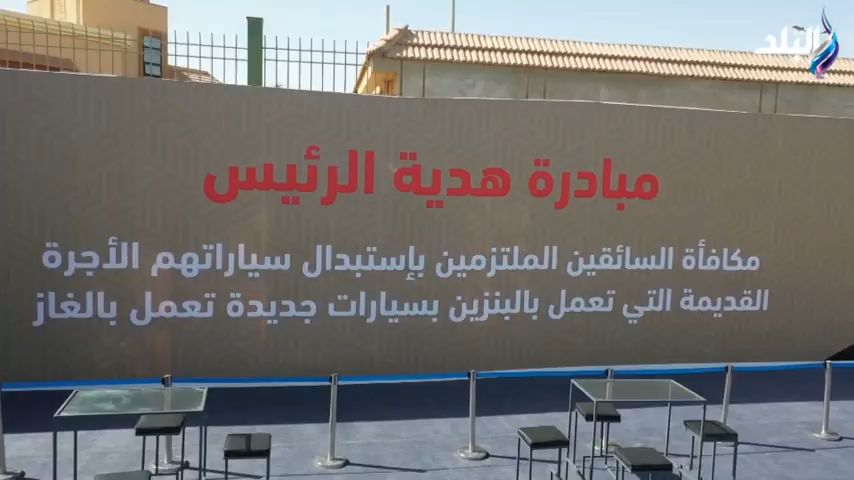 البلد
مبادرة هدية الرئيس
مكافأة السائقين الملتزمين بإستبدال سياراتهم الأجرة
القديمة التي تعمل بالبنزين بسيارات جديدة تعمل بالغاز